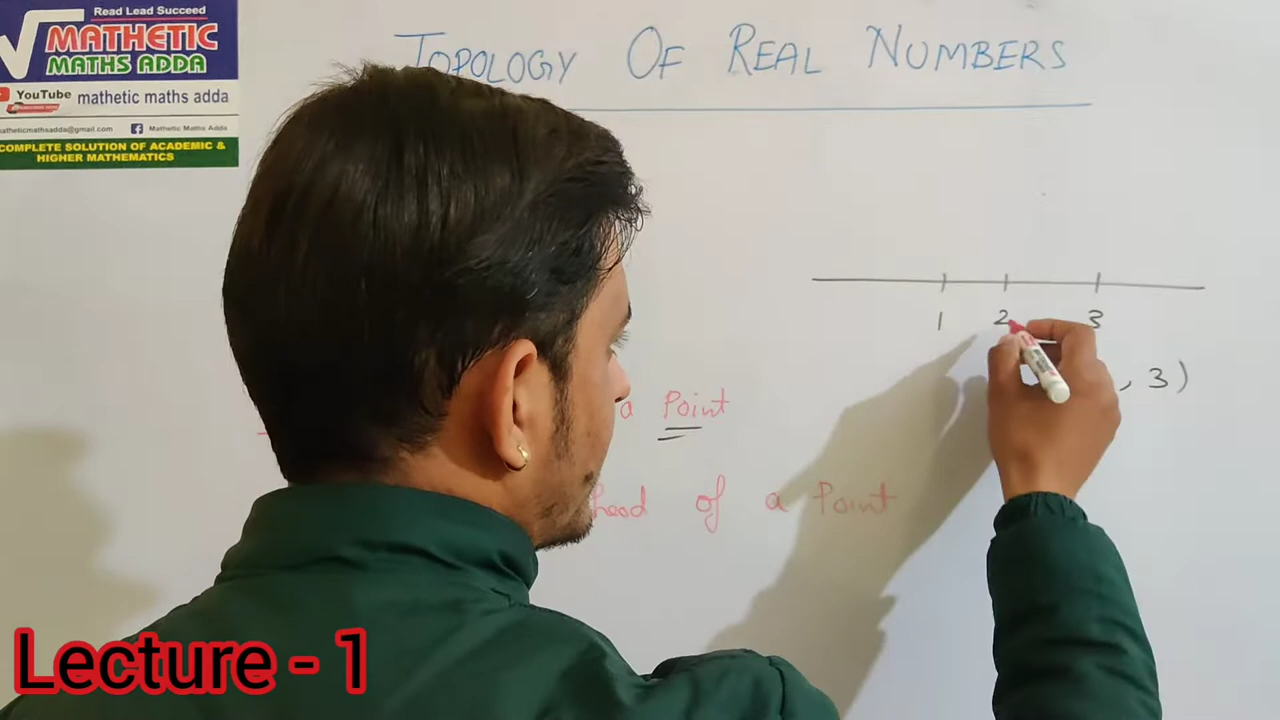 Read Lead Succeed
MATHETIC
MATHS ADDA
YouTube mathetic maths adda
Mathetic Maths Adda
COMPLETE SOLUTION OF ACADEMIC &
HIGHER MATHEMATICS
TOPOLOGY OF REAL NUMBERS
1 2 3
, 3)
a Point
of a Point
Lecture - 1